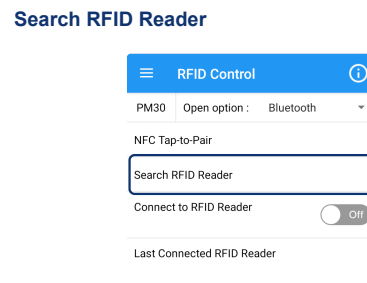 Search RFID Reader
RFID Control
PM30 Open option : Bluetooth
NFC Tap-to-Pair
Search RFID Reader
Connect to RFID Reader Off
Last Connected RFID Reader